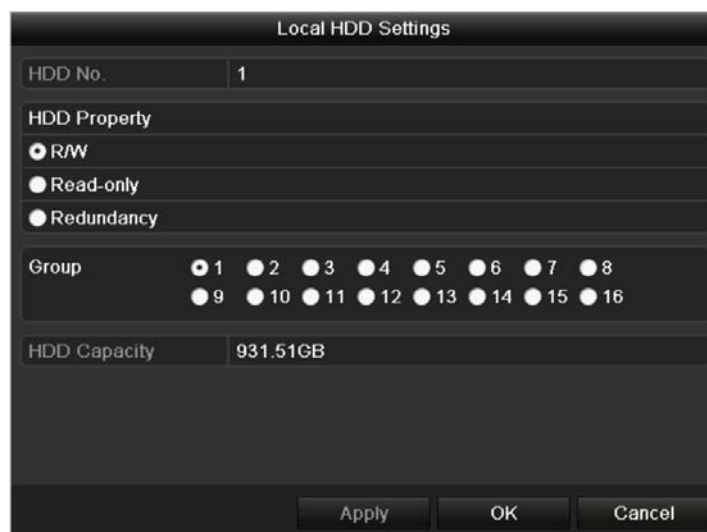 Local HDD Settings
HDD No. 1
HDD Property
R/W
Read-only
Redundancy
Group 1 2 3 4 5 6 7 8
9 10 11 12 13 14 15 16
HDD Capacity 931.51GB
Apply OK Cancel